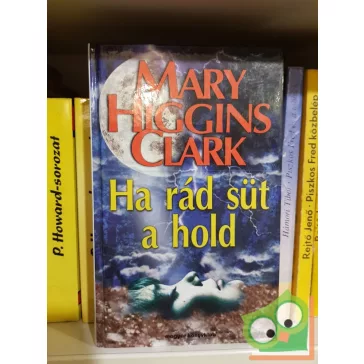 MARY
HIGGINS
CLARK
Ha rád süt
a hold
P. Howard-sorozat
Rejtő Jenő · Piszkos Fred közbelép